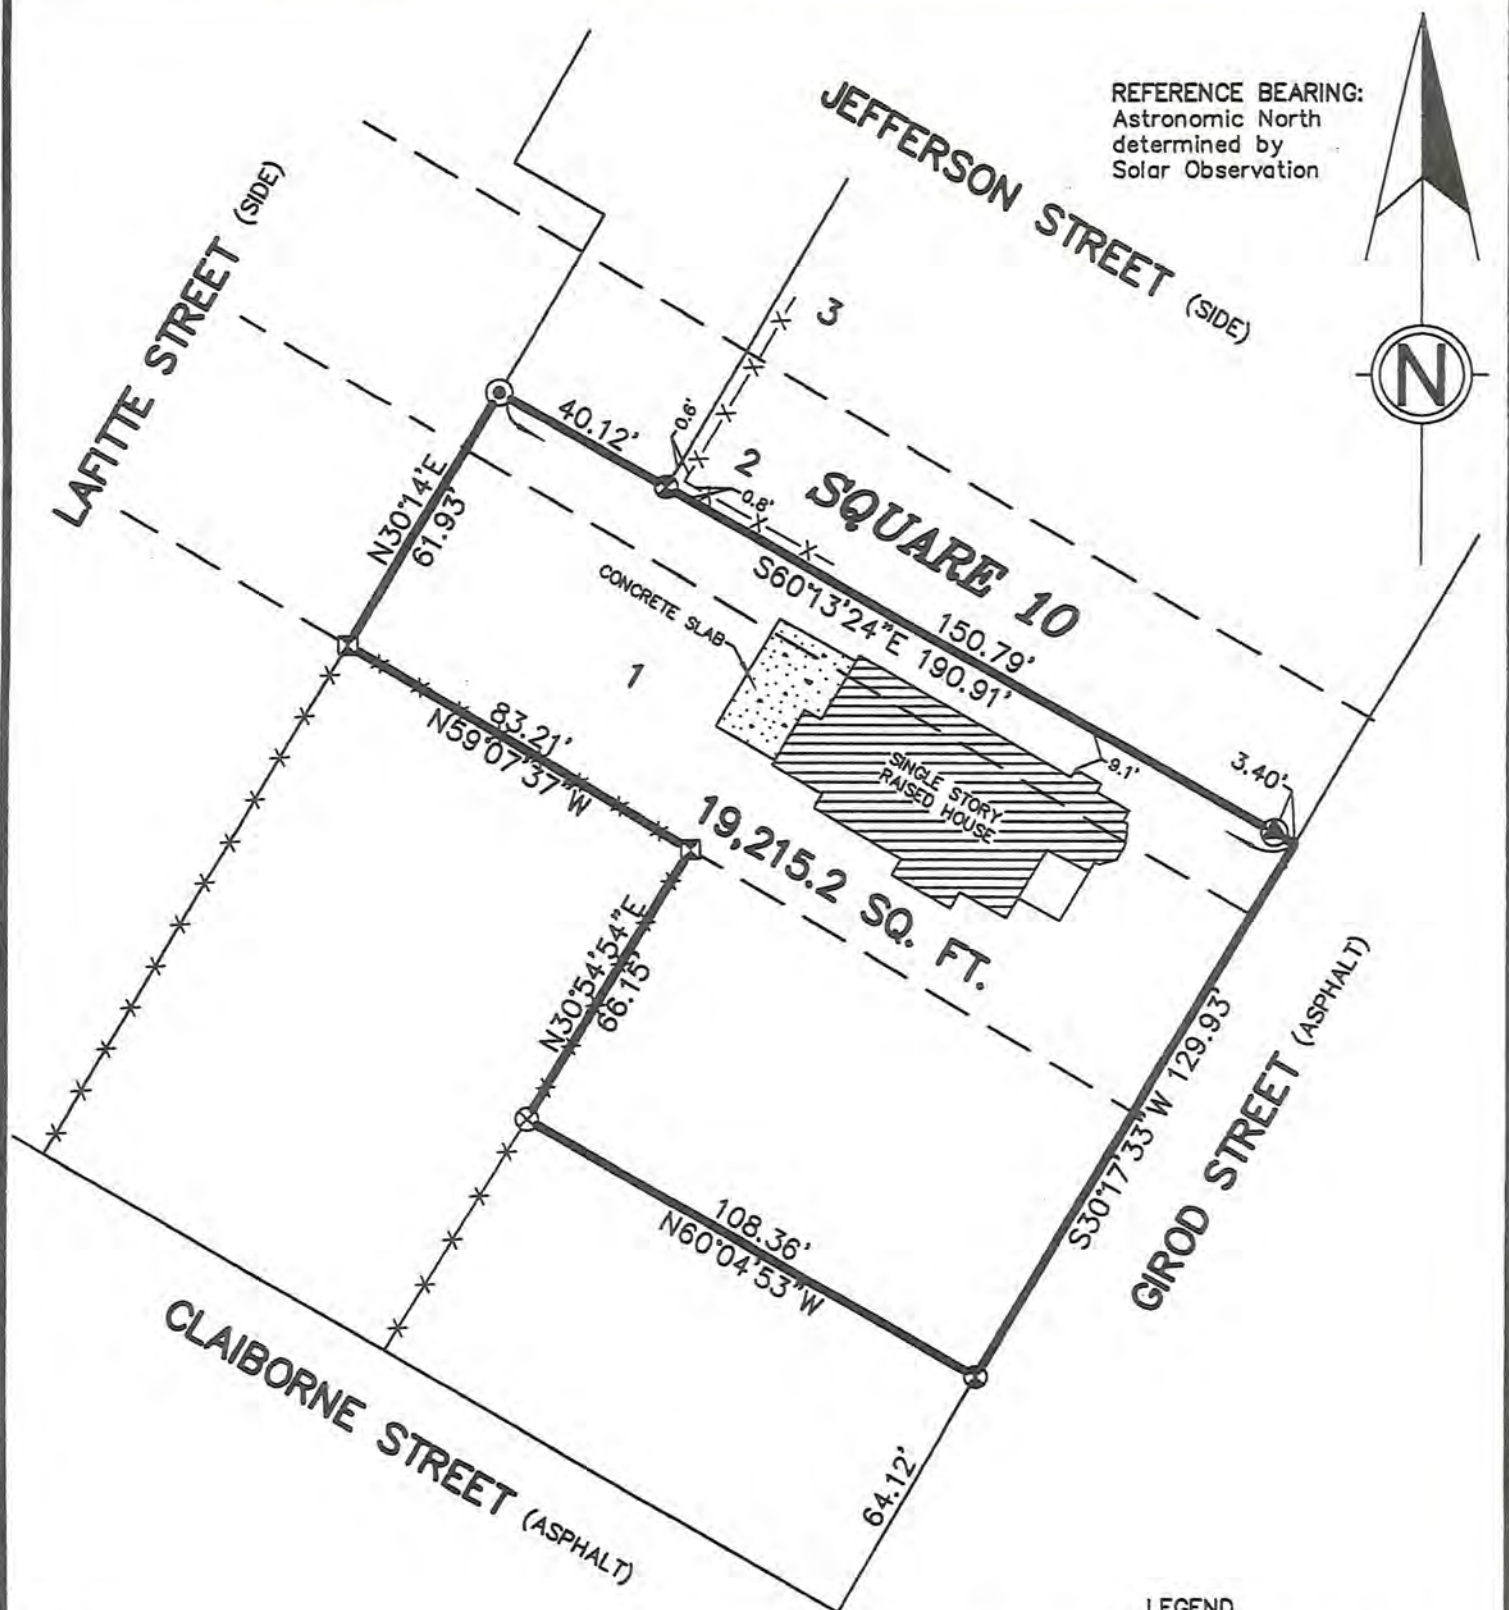 REFERENCE BEARING:
Astronomic North
determined by
Solar Observation
JEFFERSON STREET (SIDE)
N
LAFITTE STREET (SIDE)
3
40.12'
0.6'
2
0.8'
SQUARE 10
N30°14'E
61.93'
CONCRETE SLAB
S60°13'24"E 190.91'
150.79'
1
83.21'
N59°07'37"W
SINGLE STORY
RAISED HOUSE
9.1'
3.40'
19,215.2 SQ. FT.
N30°54'54"E
66.15'
S30°17'33"W 129.93'
GIROD STREET (ASPHALT)
108.36'
N60°04'53"W
CLAIBORNE STREET (ASPHALT)
64.12'
LEGEND